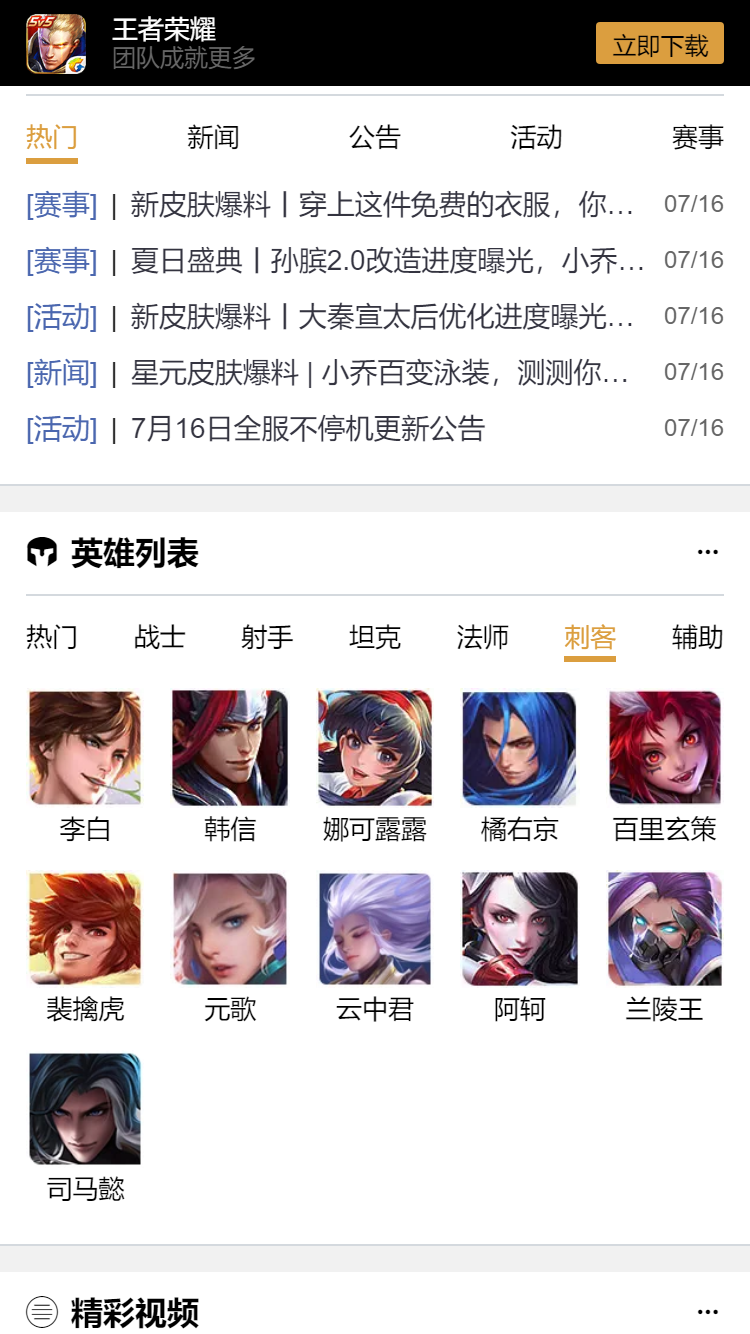 5V5
王者荣耀
团队成就更多
立即下载
热门 新闻 公告 活动 赛事
[赛事] | 新皮肤爆料丨穿上这件免费的衣服，你… 07/16
[赛事] | 夏日盛典丨孙膑2.0改造进度曝光，小乔… 07/16
[活动] | 新皮肤爆料丨大秦宣太后优化进度曝光… 07/16
[新闻] | 星元皮肤爆料 | 小乔百变泳装，测测你… 07/16
[活动] | 7月16日全服不停机更新公告 07/16
英雄列表 ···
热门 战士 射手 坦克 法师 刺客 辅助
李白 韩信 娜可露露 橘右京 百里玄策
裴擒虎 元歌 云中君 阿轲 兰陵王
司马懿
精彩视频 ···